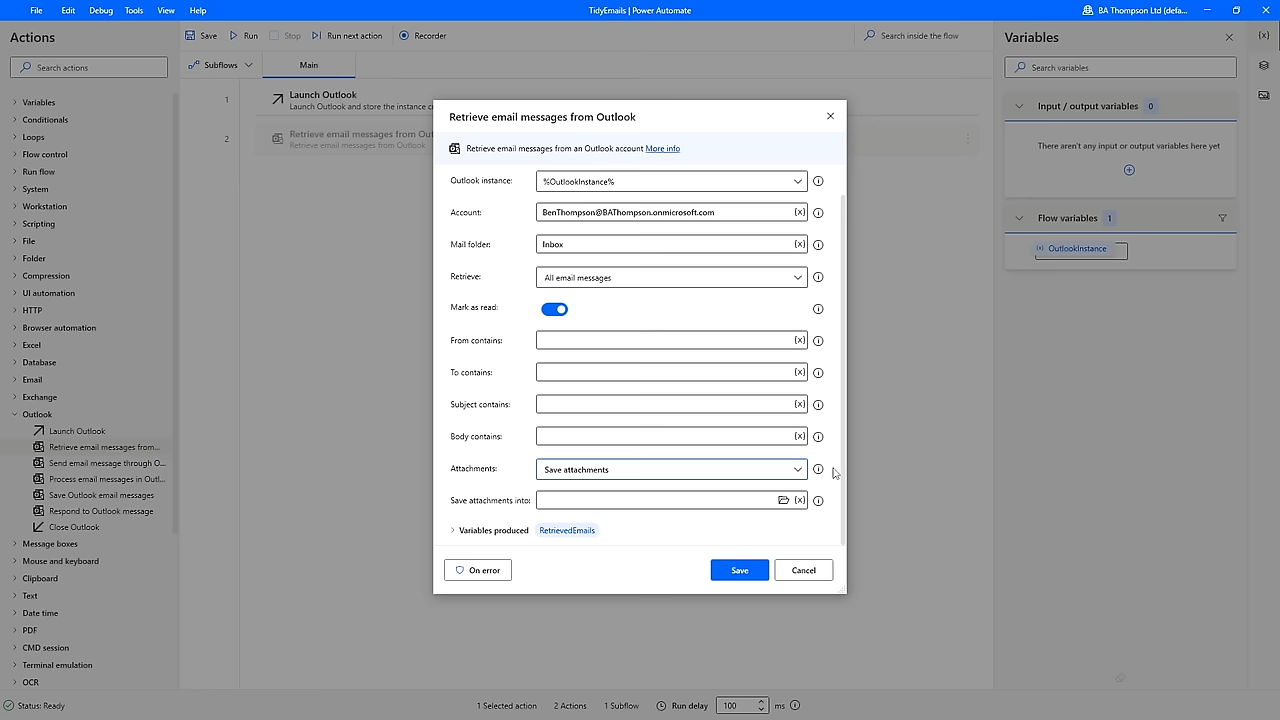 File Edit Debug Tools View Help
TidyEmails | Power Automate
BA Thompson Ltd (defa...
Actions
Search actions
Variables
Conditionals
Loops
Flow control
Run flow
System
Workstation
Scripting
File
Folder
Compression
UI automation
HTTP
Browser automation
Excel
Database
Email
Exchange
Outlook
Launch Outlook
Retrieve email messages from...
Send email message through O...
Process email messages in Outl...
Save Outlook email messages
Respond to Outlook message
Close Outlook
Message boxes
Mouse and keyboard
Clipboard
Text
Date time
PDF
CMD session
Terminal emulation
OCR
Save Run Stop Run next action Recorder
Search inside the flow
Subflows Main
1
Launch Outlook
Launch Outlook and store the instance c
2
Retrieve email messages from Out
Retrieve email messages from Outlook
Retrieve email messages from Outlook
Retrieve email messages from an Outlook account More info
Outlook instance: %OutlookInstance%
Account: BenThompson@BAThompson.onmicrosoft.com {x}
Mail folder: Inbox {x}
Retrieve: All email messages
Mark as read:
From contains: {x}
To contains: {x}
Subject contains: {x}
Body contains: {x}
Attachments: Save attachments
Save attachments into: {x}
Variables produced RetrievedEmails
On error Save Cancel
Variables
{x}
Search variables
Input / output variables 0
There aren't any input or output variables here yet
Flow variables 1
(x) OutlookInstance
Status: Ready
1 Selected action 2 Actions 1 Subflow Run delay 100 ms